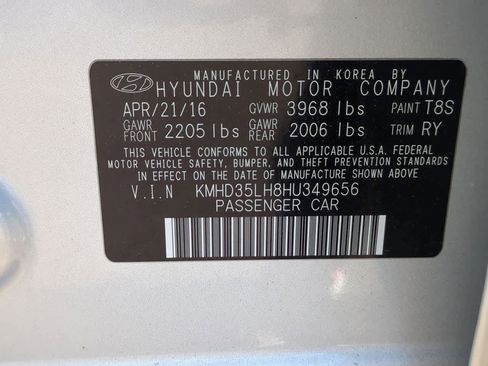 MANUFACTURED IN KOREA BY
HYUNDAI MOTOR COMPANY
APR/21/16 GVWR 3968 lbs PAINT T8S
GAWR FRONT 2205 lbs GAWR REAR 2006 lbs TRIM RY
THIS VEHICLE CONFORMS TO ALL APPLICABLE U.S.A. FEDERAL
MOTOR VEHICLE SAFETY, BUMPER, AND THEFT PREVENTION STANDARDS
IN EFFECT ON THE DATE OF MANUFACTURE SHOWN ABOVE.
V.I.N KMHD35LH8HU349656
PASSENGER CAR